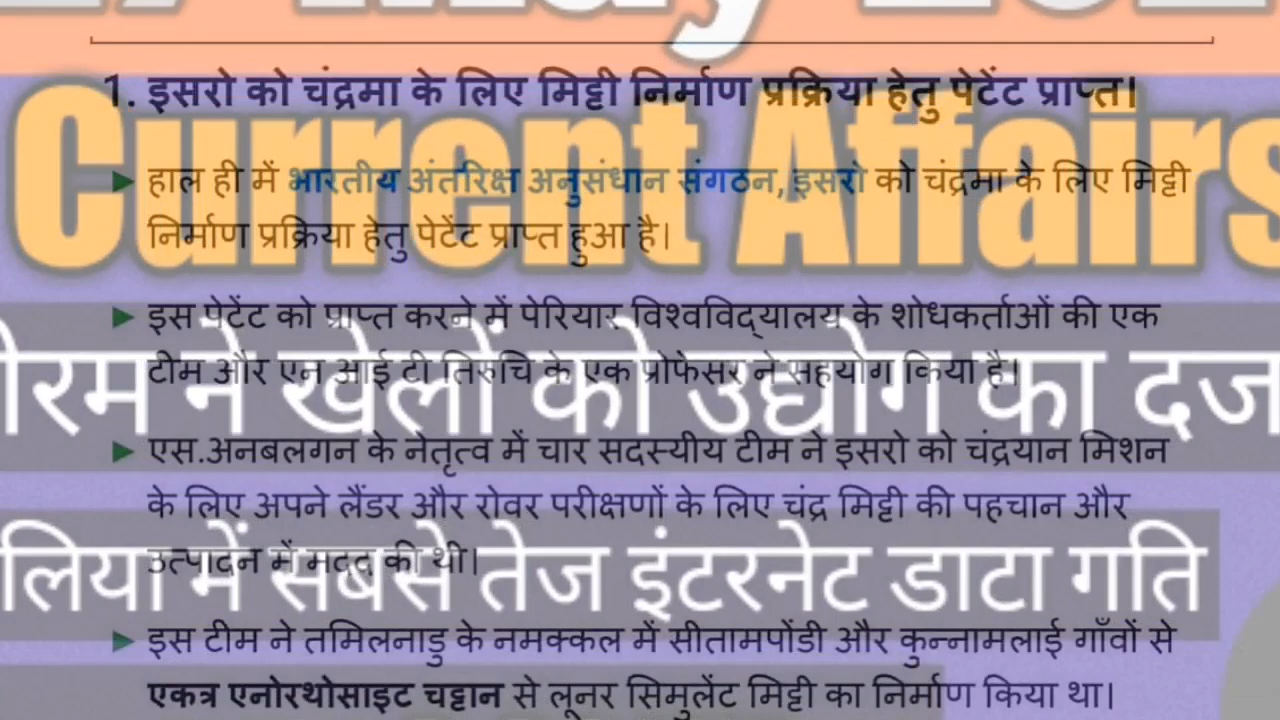 1. इसरो को चंद्रमा के लिए मिट्टी निर्माण प्रक्रिया हेतु पेटेंट प्राप्त।
Current Affairs
हाल ही में भारतीय अंतरिक्ष अनुसंधान संगठन, इसरो को चंद्रमा के लिए मिट्टी
निर्माण प्रक्रिया हेतु पेटेंट प्राप्त हुआ है।
इस पेटेंट को प्राप्त करने में पेरियार विश्वविद्यालय के शोधकर्ताओं की एक
टीम और एन आई टी तिरुचि के एक प्रोफेसर ने सहयोग किया है।
ने खेलों को उद्योग का
एस.अनबलगन के नेतृत्व में चार सदस्यीय टीम ने इसरो को चंद्रयान मिशन
के लिए अपने लैंडर और रोवर परीक्षणों के लिए चंद्र मिट्टी की पहचान और
उत्पादन में मदद की थी।
में सबसे तेज इंटरनेट डाटा गति
इस टीम ने तमिलनाडु के नमक्कल में सीतामपोंडी और कुन्नामलाई गाँवों से
एकत्र एनोरथोसाइट चट्टान से लूनर सिमुलेंट मिट्टी का निर्माण किया था।